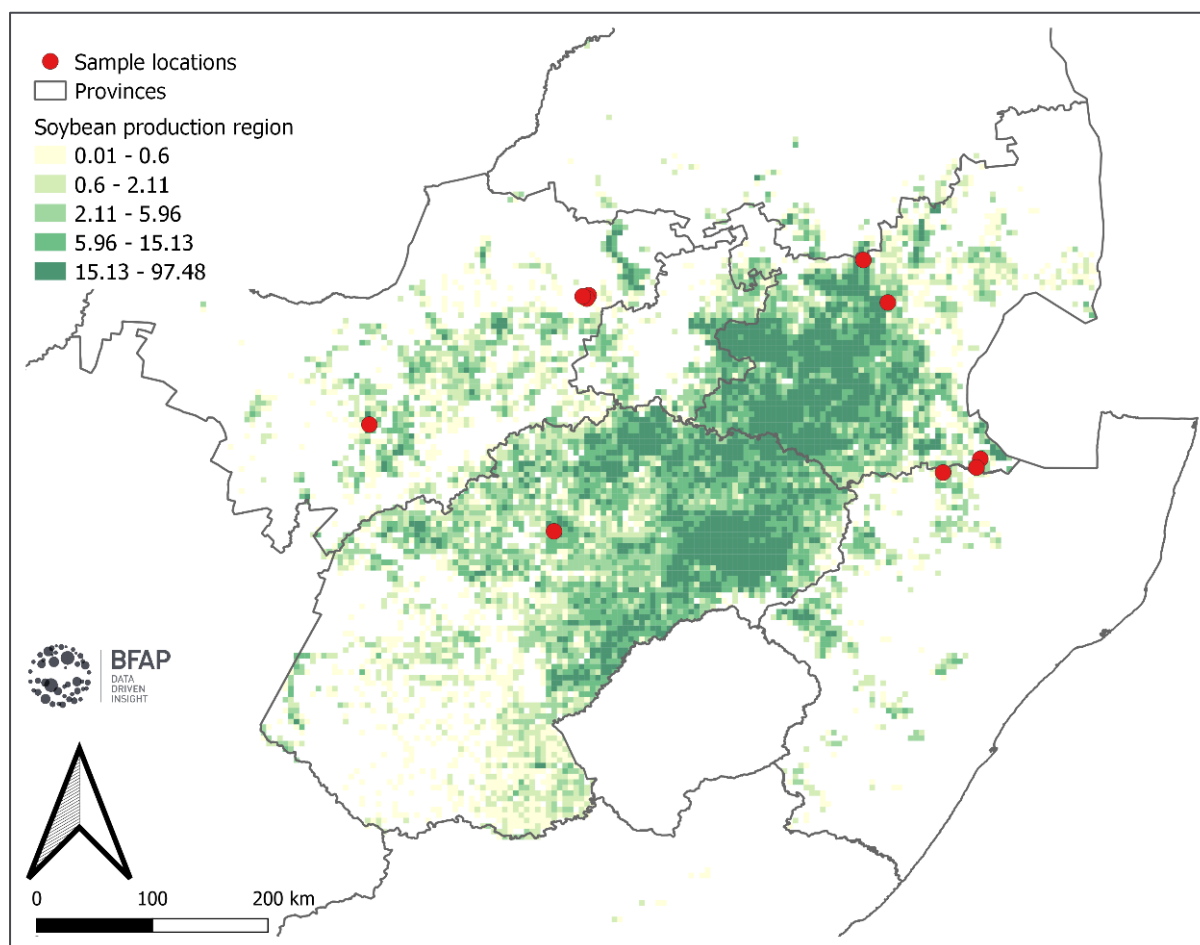 Sample locations
Provinces
Soybean production region
0.01 - 0.6
0.6 - 2.11
2.11 - 5.96
5.96 - 15.13
15.13 - 97.48
BFAP
DATA
DRIVEN
INSIGHT
0 100 200 km